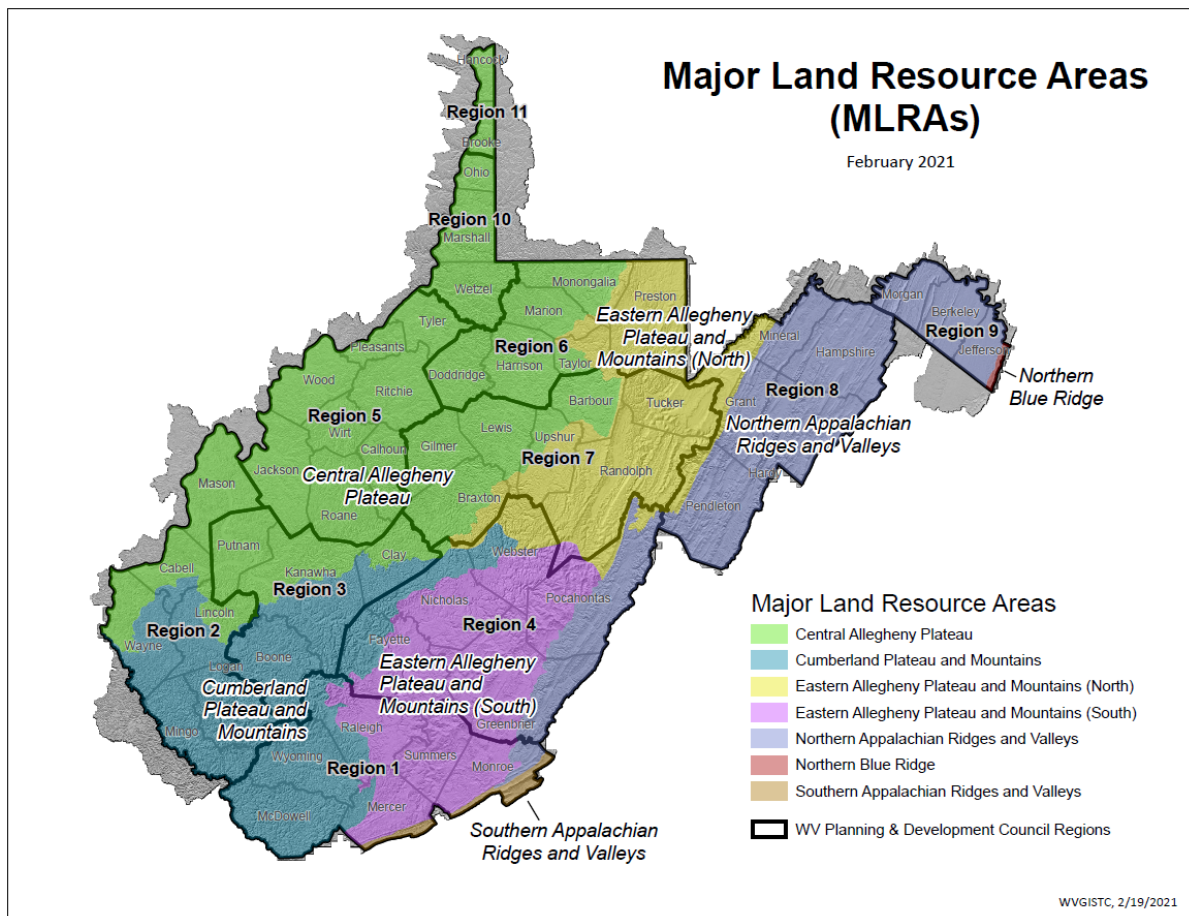 Major Land Resource Areas
(MLRAs)
February 2021
Hancock
Region 11
Brooke
Ohio
Region 10
Marshall
Wetzel
Monongalia
Preston
Marion
Tyler
Eastern Allegheny
Plateau and
Mountains (North)
Morgan
Berkeley
Region 9
Jefferson
Northern
Blue Ridge
Pleasants
Region 6
Harrison
Taylor
Doddridge
Mineral
Hampshire
Wood
Ritchie
Region 5
Wirt
Barbour
Tucker
Grant
Region 8
Northern Appalachian
Ridges and Valleys
Lewis
Upshur
Gilmer
Calhoun
Region 7
Randolph
Hardy
Jackson
Central Allegheny
Plateau
Mason
Braxton
Roane
Pendleton
Putnam
Clay
Webster
Cabell
Kanawha
Region 3
Lincoln
Nicholas
Pocahontas
Region 2
Wayne
Region 4
Fayette
Boone
Logan
Eastern Allegheny
Plateau and
Mountains (South)
Cumberland
Plateau and
Mountains
Mingo
Raleigh
Greenbrier
Wyoming
Summers
Region 1
Monroe
Mercer
McDowell
Southern Appalachian
Ridges and Valleys
Major Land Resource Areas
Central Allegheny Plateau
Cumberland Plateau and Mountains
Eastern Allegheny Plateau and Mountains (North)
Eastern Allegheny Plateau and Mountains (South)
Northern Appalachian Ridges and Valleys
Northern Blue Ridge
Southern Appalachian Ridges and Valleys
WV Planning & Development Council Regions
WVGISTC, 2/19/2021